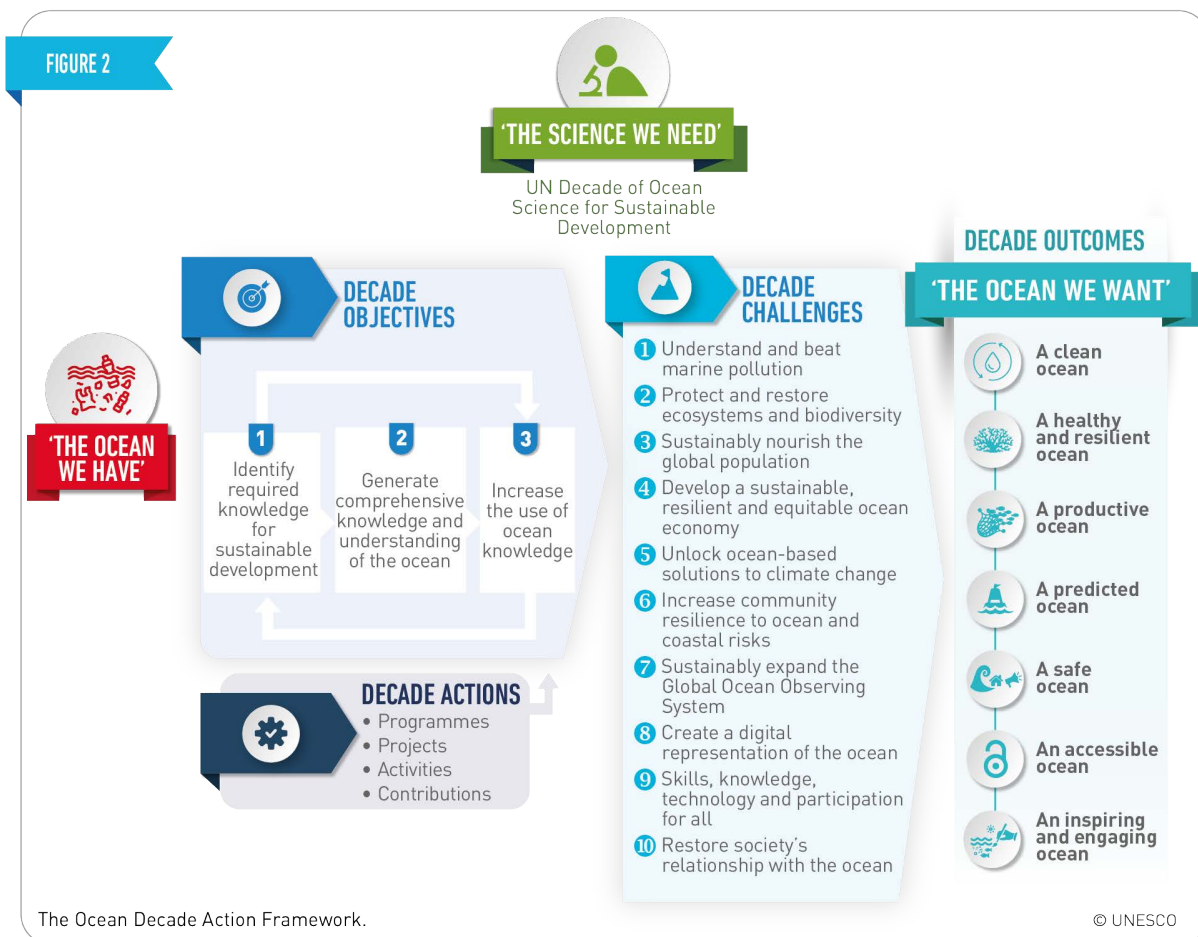 FIGURE 2
‘THE SCIENCE WE NEED’
UN Decade of Ocean
Science for Sustainable
Development
‘THE OCEAN
WE HAVE’
DECADE
OBJECTIVES
1
Identify
required
knowledge
for
sustainable
development
2
Generate
comprehensive
knowledge and
understanding
of the ocean
3
Increase
the use of
ocean
knowledge
DECADE ACTIONS
• Programmes
• Projects
• Activities
• Contributions
DECADE
CHALLENGES
1 Understand and beat
marine pollution
2 Protect and restore
ecosystems and biodiversity
3 Sustainably nourish the
global population
4 Develop a sustainable,
resilient and equitable ocean
economy
5 Unlock ocean-based
solutions to climate change
6 Increase community
resilience to ocean and
coastal risks
7 Sustainably expand the
Global Ocean Observing
System
8 Create a digital
representation of the ocean
9 Skills, knowledge,
technology and participation
for all
10 Restore society’s
relationship with the ocean
DECADE OUTCOMES
‘THE OCEAN WE WANT’
A clean
ocean
A healthy
and resilient
ocean
A productive
ocean
A predicted
ocean
A safe
ocean
An accessible
ocean
An inspiring
and engaging
ocean
The Ocean Decade Action Framework.
© UNESCO